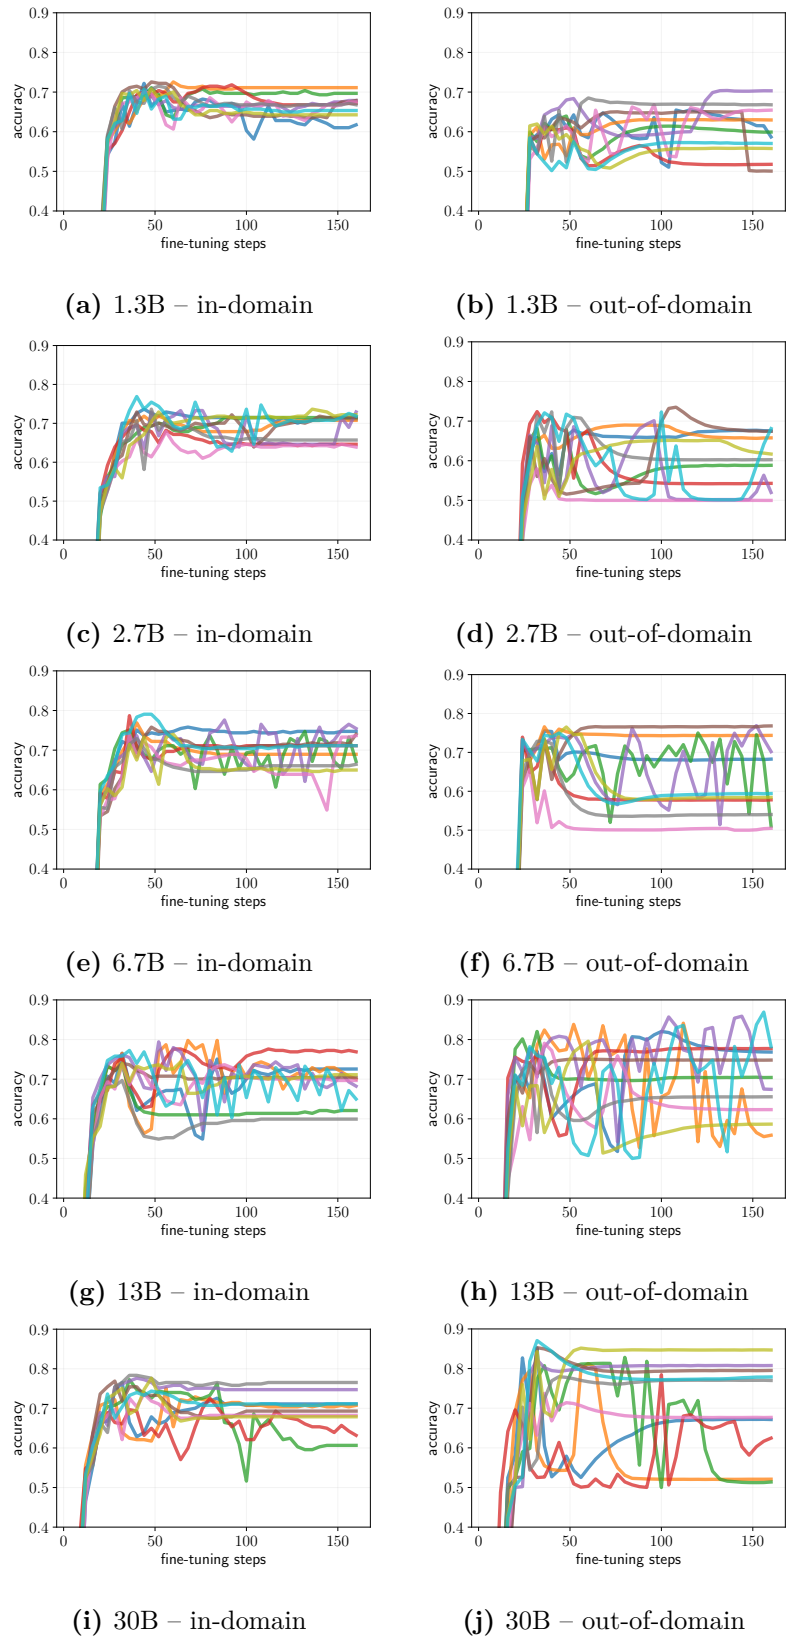 0.9
0.8
0.7
0.6
0.5
0.4
accuracy
0 50 100 150
fine-tuning steps
(a) 1.3B – in-domain
0.9
0.8
0.7
0.6
0.5
0.4
accuracy
0 50 100 150
fine-tuning steps
(b) 1.3B – out-of-domain
0.9
0.8
0.7
0.6
0.5
0.4
accuracy
0 50 100 150
fine-tuning steps
(c) 2.7B – in-domain
0.9
0.8
0.7
0.6
0.5
0.4
accuracy
0 50 100 150
fine-tuning steps
(d) 2.7B – out-of-domain
0.9
0.8
0.7
0.6
0.5
0.4
accuracy
0 50 100 150
fine-tuning steps
(e) 6.7B – in-domain
0.9
0.8
0.7
0.6
0.5
0.4
accuracy
0 50 100 150
fine-tuning steps
(f) 6.7B – out-of-domain
0.9
0.8
0.7
0.6
0.5
0.4
accuracy
0 50 100 150
fine-tuning steps
(g) 13B – in-domain
0.9
0.8
0.7
0.6
0.5
0.4
accuracy
0 50 100 150
fine-tuning steps
(h) 13B – out-of-domain
0.9
0.8
0.7
0.6
0.5
0.4
accuracy
0 50 100 150
fine-tuning steps
(i) 30B – in-domain
0.9
0.8
0.7
0.6
0.5
0.4
accuracy
0 50 100 150
fine-tuning steps
(j) 30B – out-of-domain